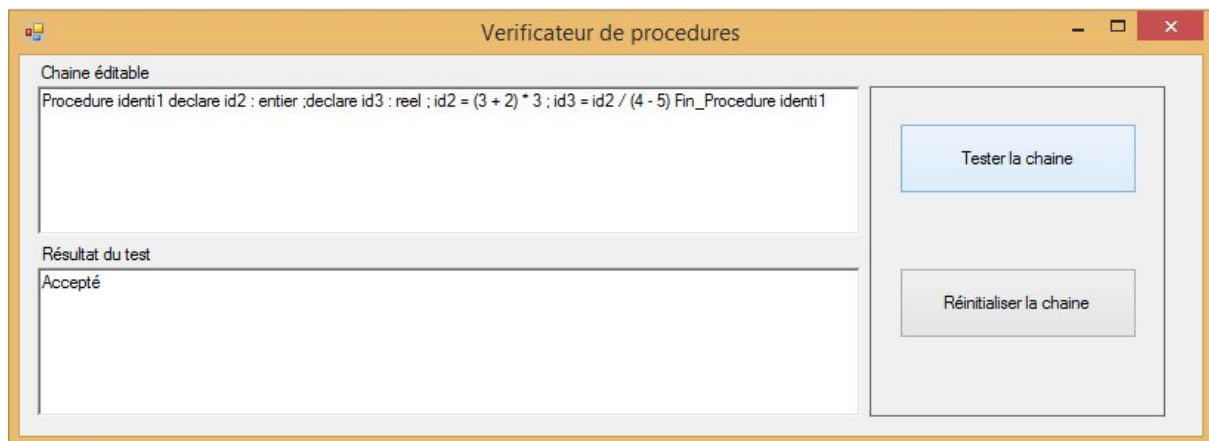 Verificateur de procedures
Chaine éditable
Procedure identi1 declare id2 : entier ;declare id3 : reel ; id2 = (3 + 2) * 3 ; id3 = id2 / (4 - 5) Fin_Procedure identi1
Tester la chaine
Résultat du test
Accepté
Réinitialiser la chaine